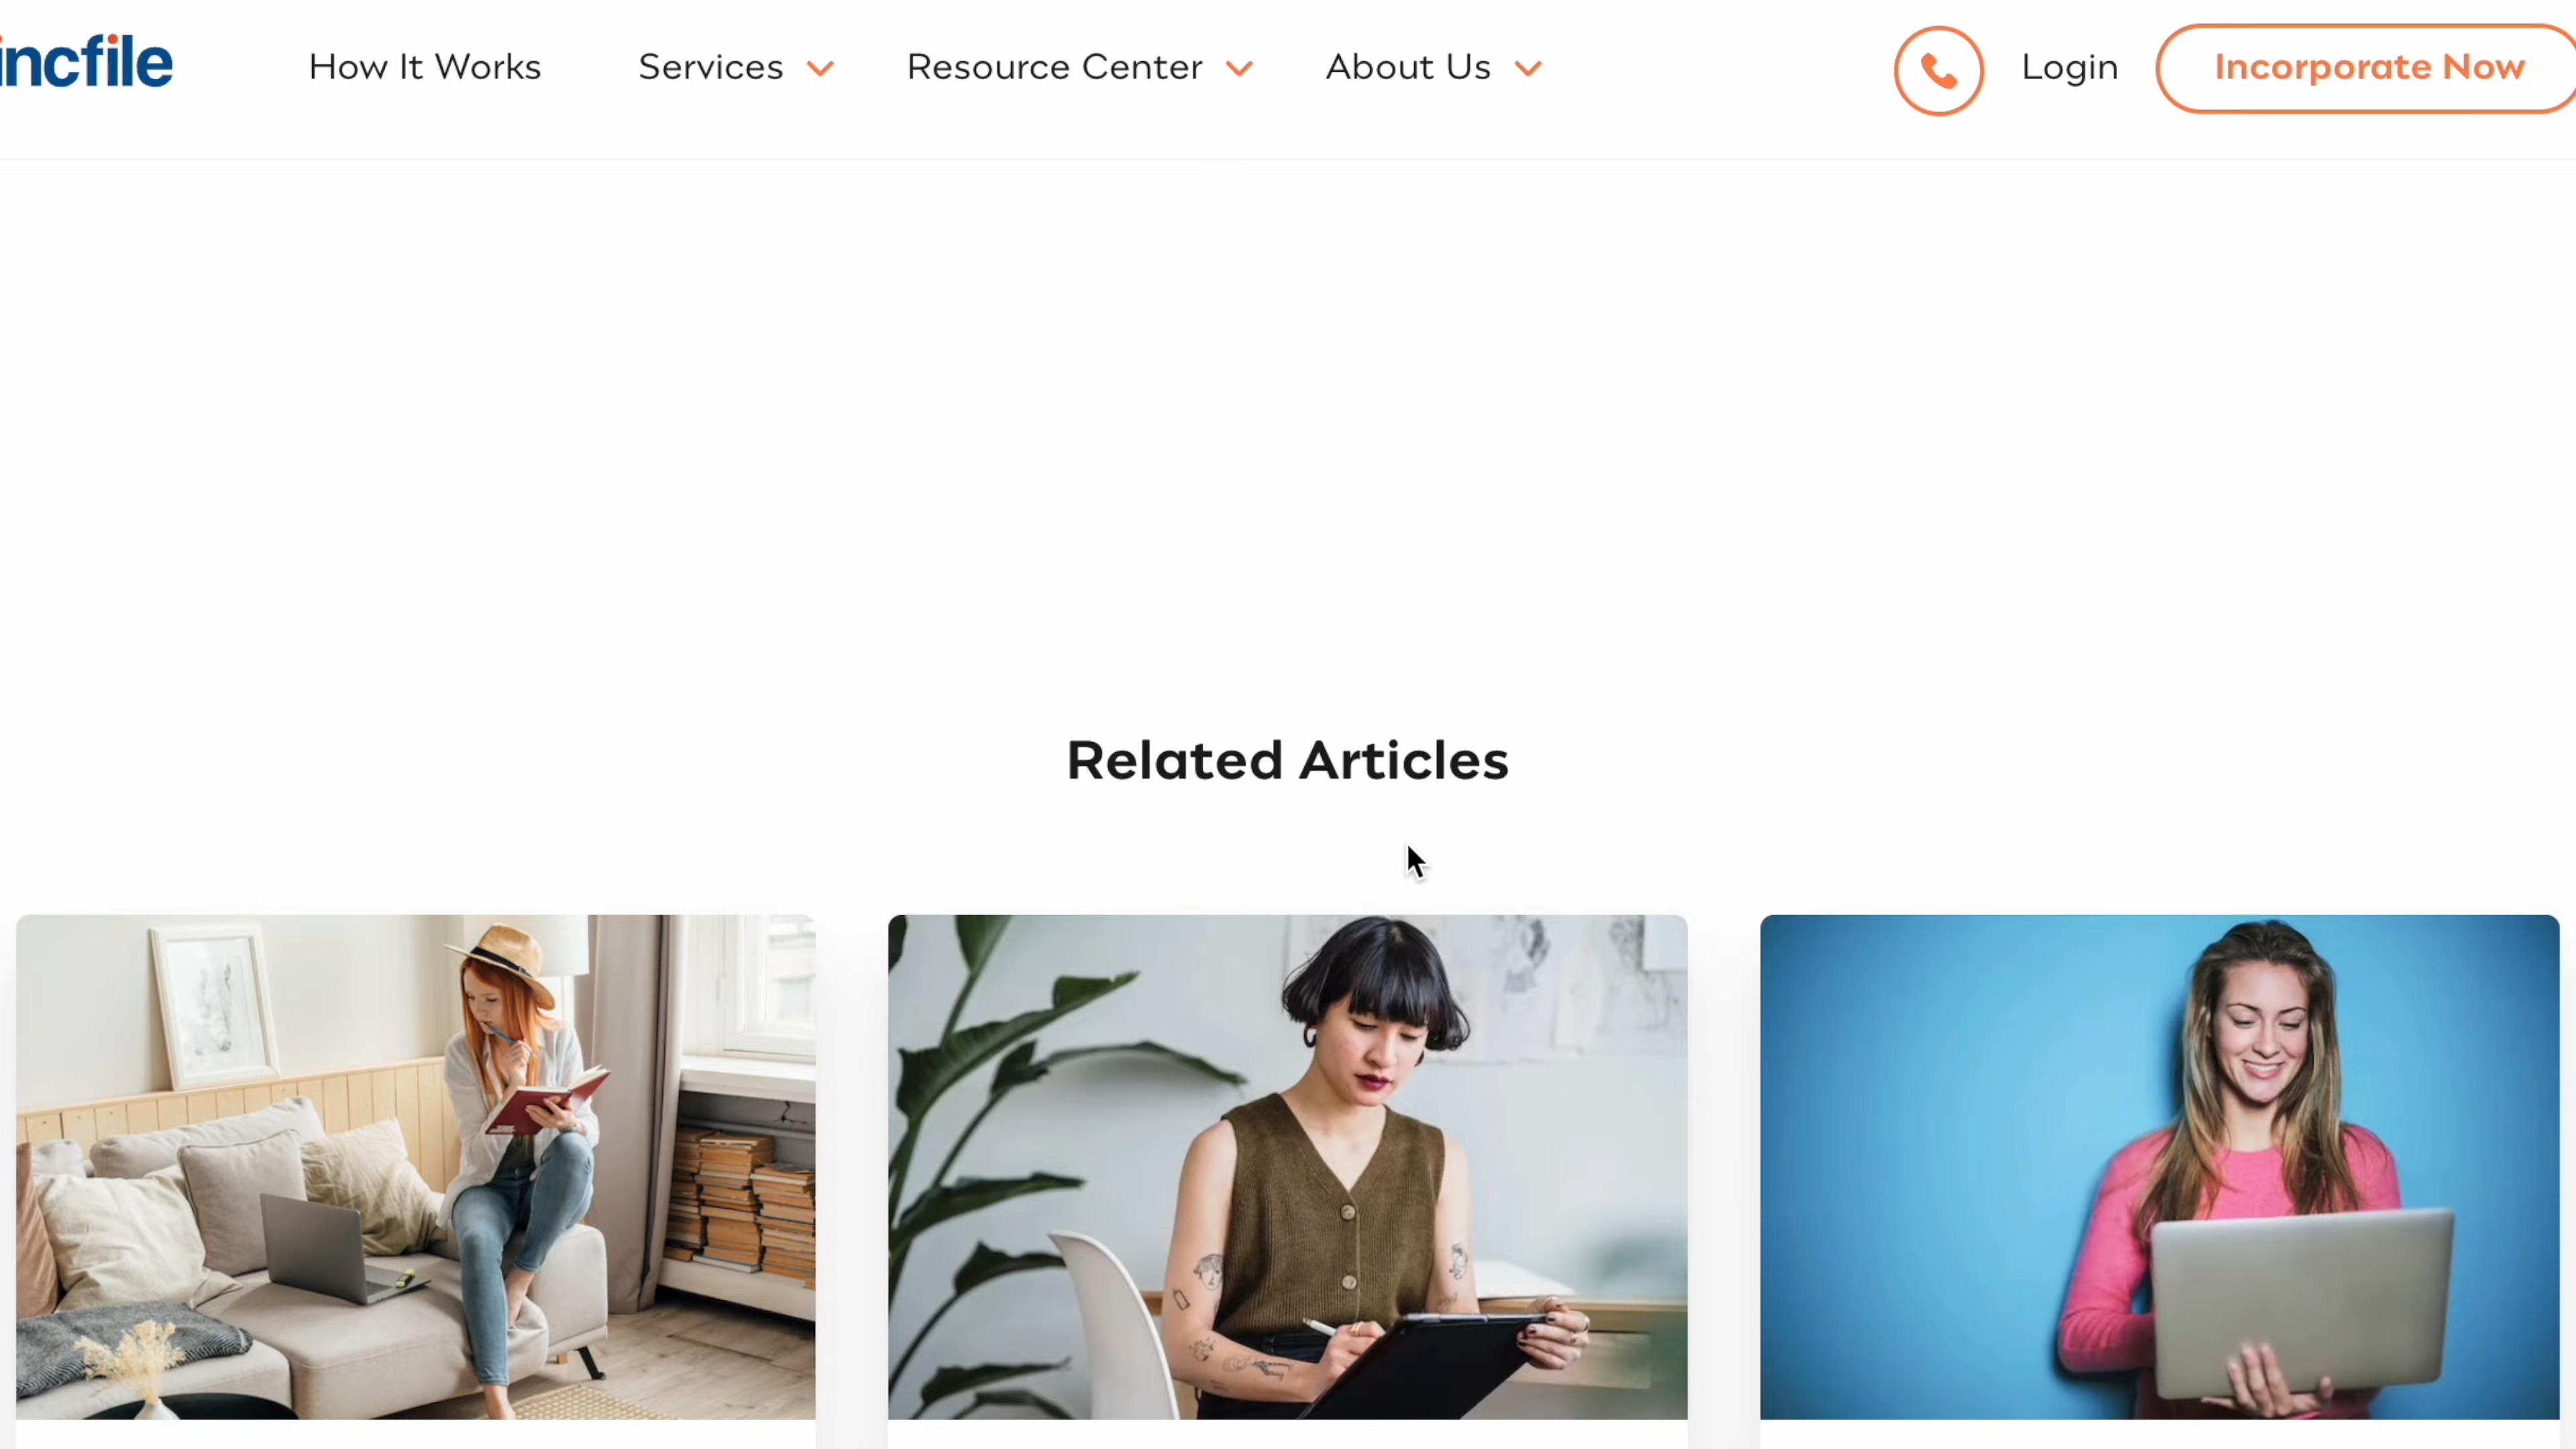 incfile
How It Works
Services
Resource Center
About Us
Login
Incorporate Now
Related Articles